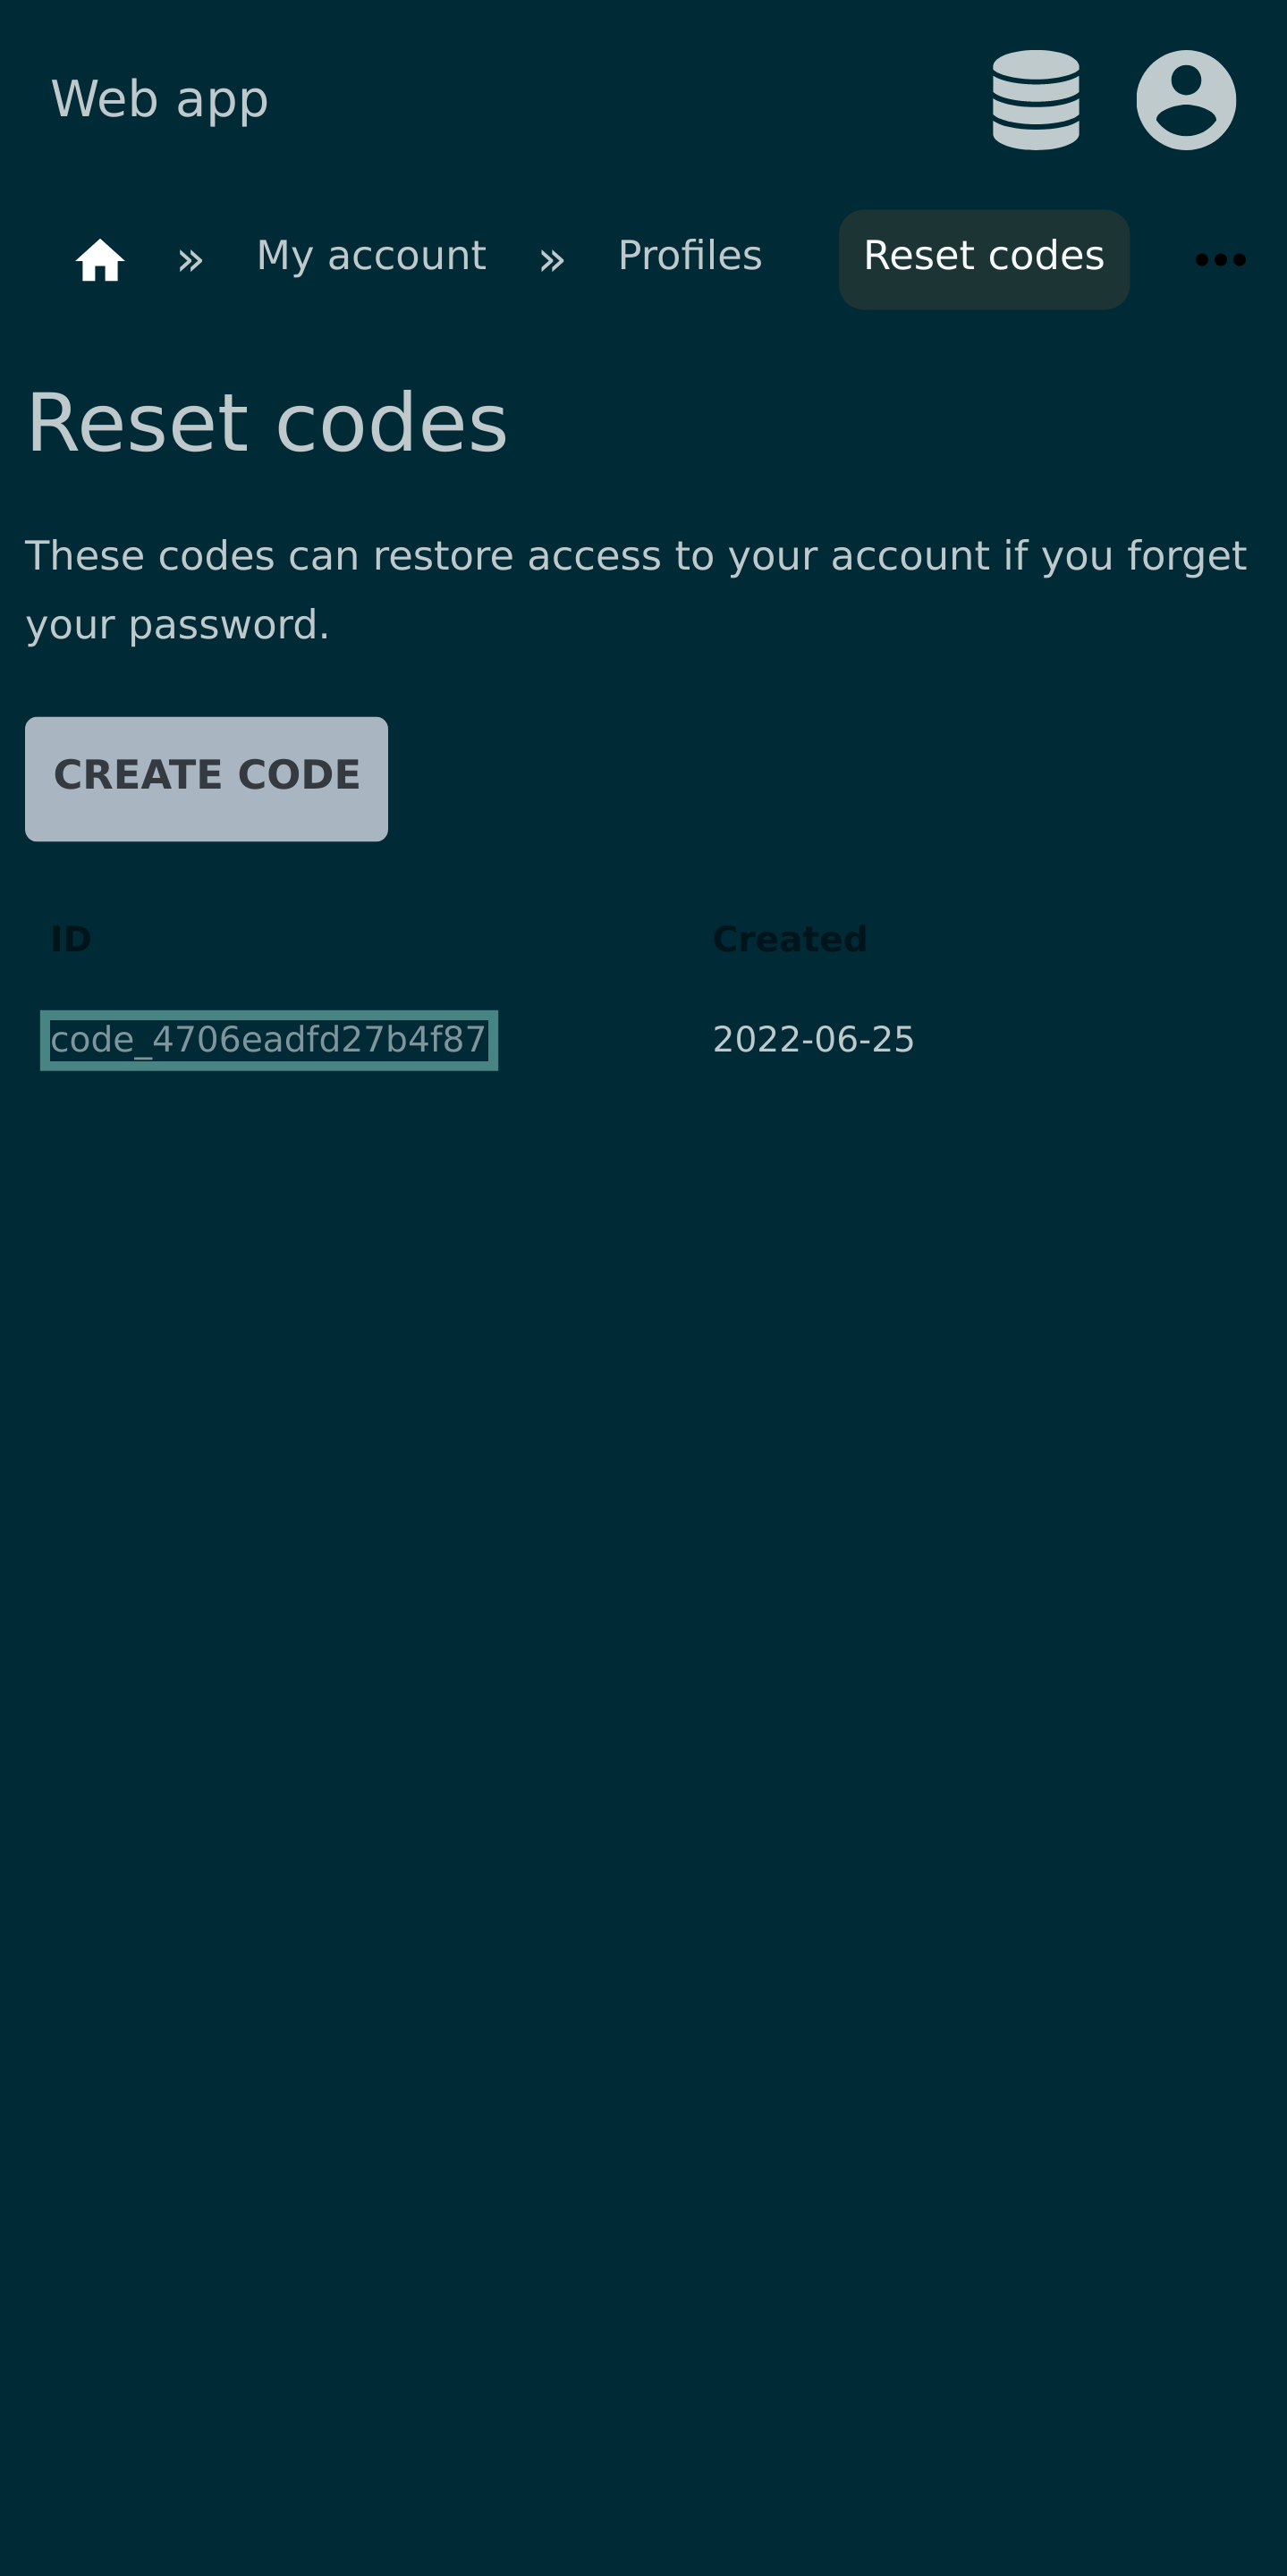 Web app
» My account » Profiles Reset codes
Reset codes
These codes can restore access to your account if you forget
your password.
CREATE CODE
ID Created
code_4706eadfd27b4f87 2022-06-25